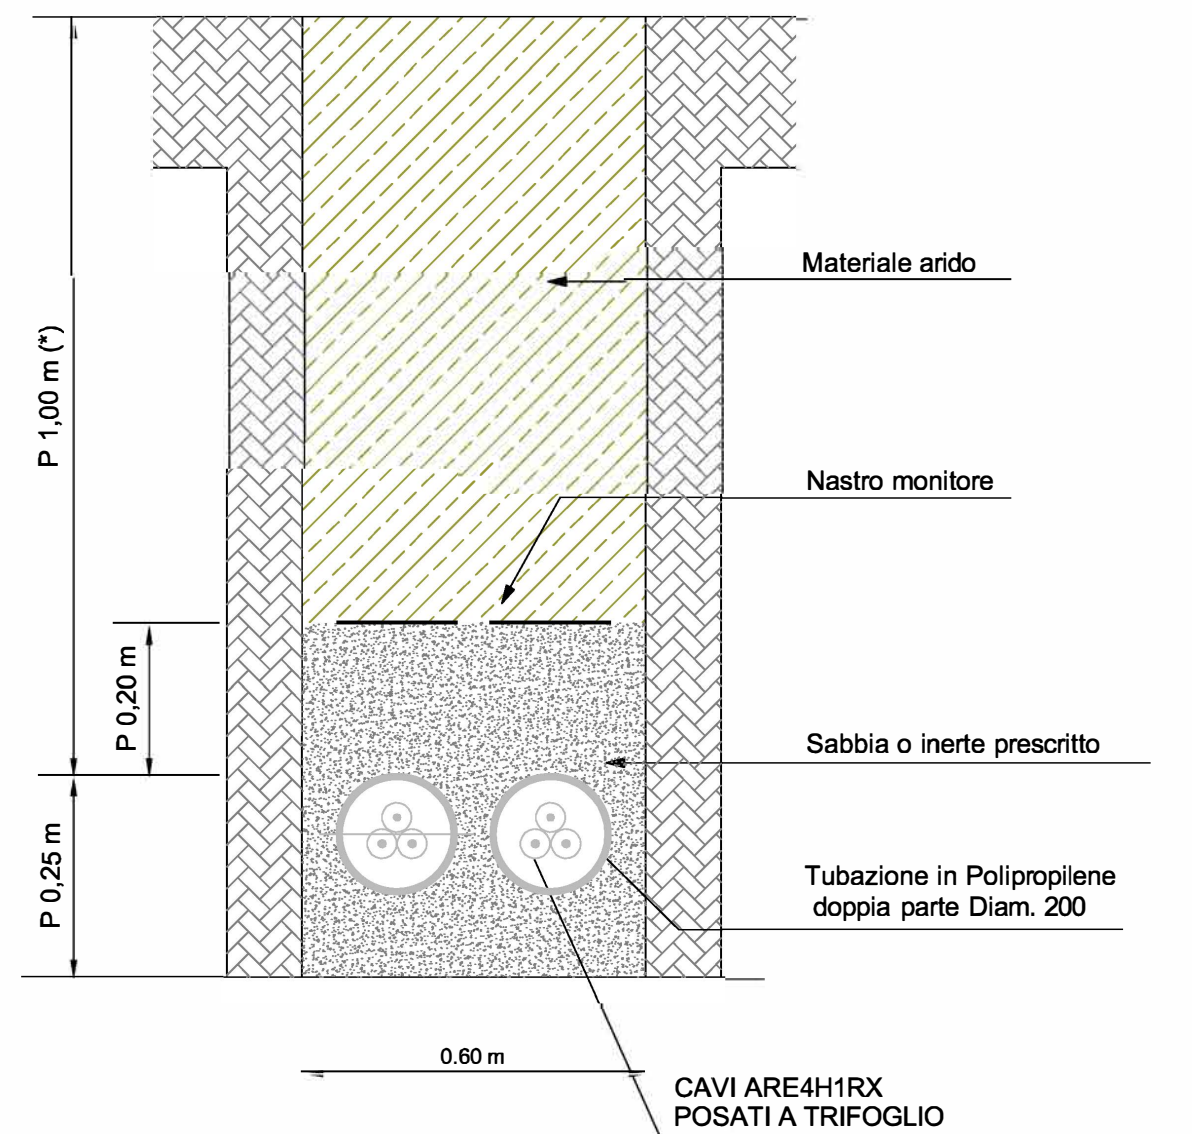 Materiale arido
P 1,00 m (*)
Nastro monitore
P 0,20 m
Sabbia o inerte prescritto
P 0,25 m
Tubazione in Polipropilene
doppia parte Diam. 200
0.60 m
CAVI ARE4H1RX
POSATI A TRIFOGLIO